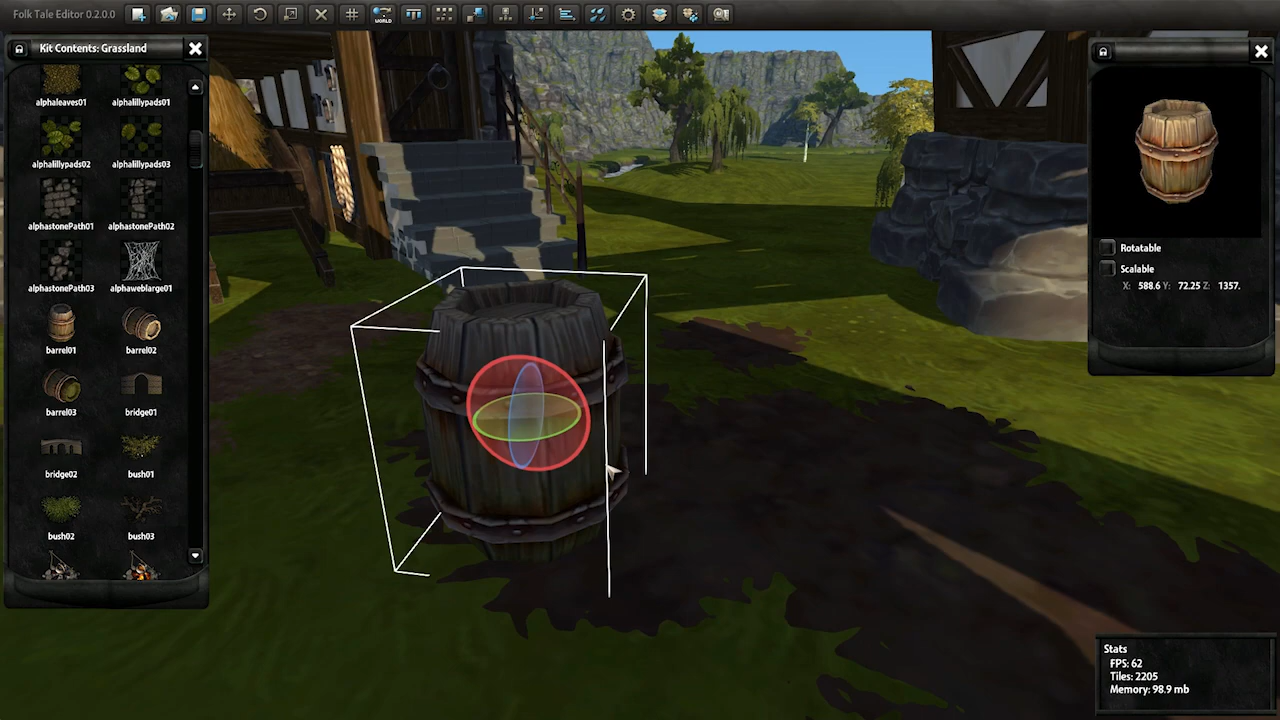 Folk Tale Editor 0.2.0.0
WORLD
Kit Contents: Grassland
alphaleaves01 alphalillypads01
alphalillypads02 alphalillypads03
alphastonePath01 alphastonePath02
alphastonePath03 alphaweblarge01
barrel01 barrel02
barrel03 bridge01
bridge02 bush01
bush02 bush03
Rotatable
Scalable
X: 588.6 Y: 72.25 Z: 1357.
Stats
FPS: 62
Tiles: 2205
Memory: 98.9 mb